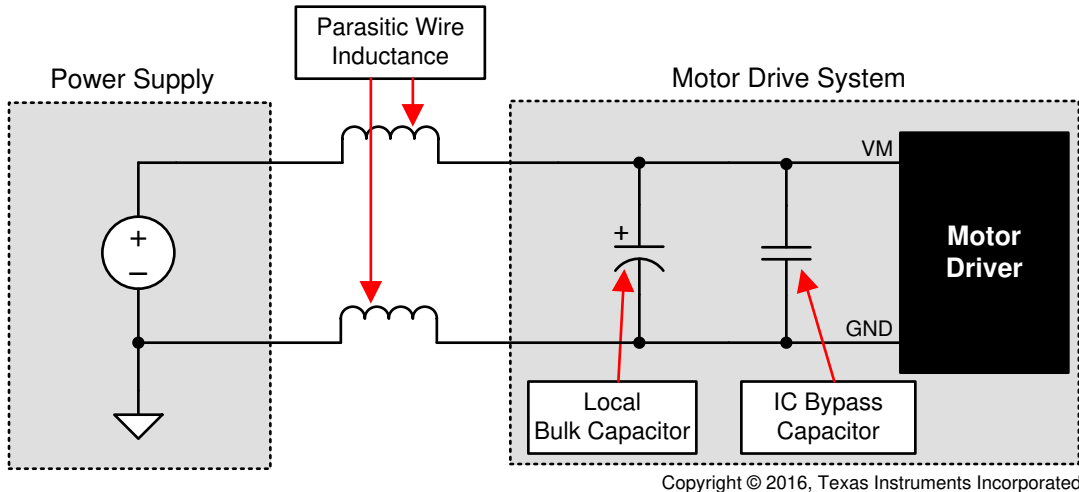 Parasitic Wire
Inductance
Power Supply
Motor Drive System
VM
+
–
+
Motor
Driver
GND
Local
Bulk Capacitor
IC Bypass
Capacitor
Copyright © 2016, Texas Instruments Incorporated